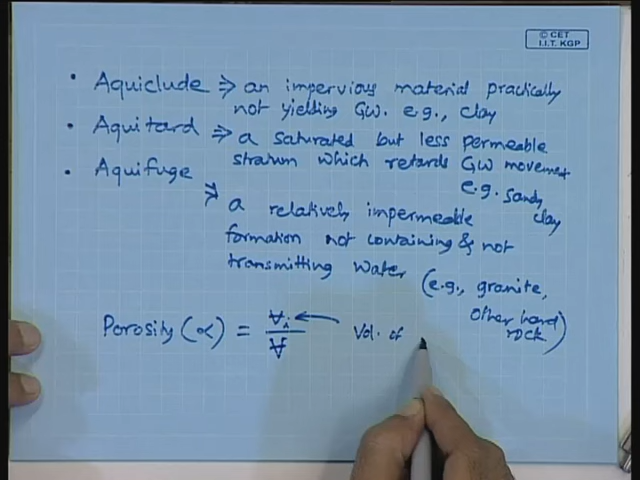 © CET
I.I.T. KGP
• Aquiclude ⇒ an impervious material practically
not yielding GW. e.g., clay
• Aquitard ⇒ a saturated but less permeable
stratum which retards GW movement
e.g. sandy
clay
• Aquifuge
⇒ a relatively impermeable
formation not containing & not
transmitting water (e.g., granite,
other hard
rock)
Porosity (α) = V̶i / V̶ ← Vol. of